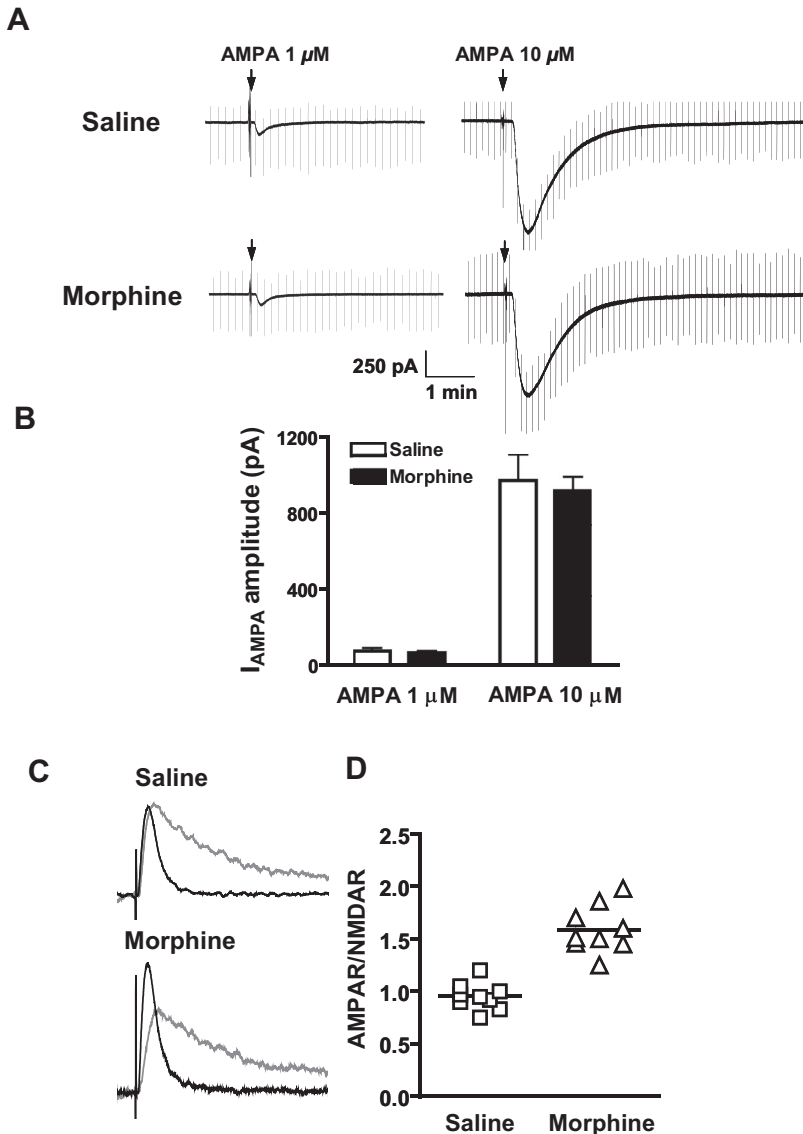 A
AMPA 1 µM
AMPA 10 µM
Saline
Morphine
250 pA
1 min
B
I_AMPA amplitude (pA)
1200
800
400
0
Saline
Morphine
AMPA 1 µM
AMPA 10 µM
C
Saline
Morphine
D
AMPAR/NMDAR
2.5
2.0
1.5
1.0
0.5
0.0
Saline
Morphine